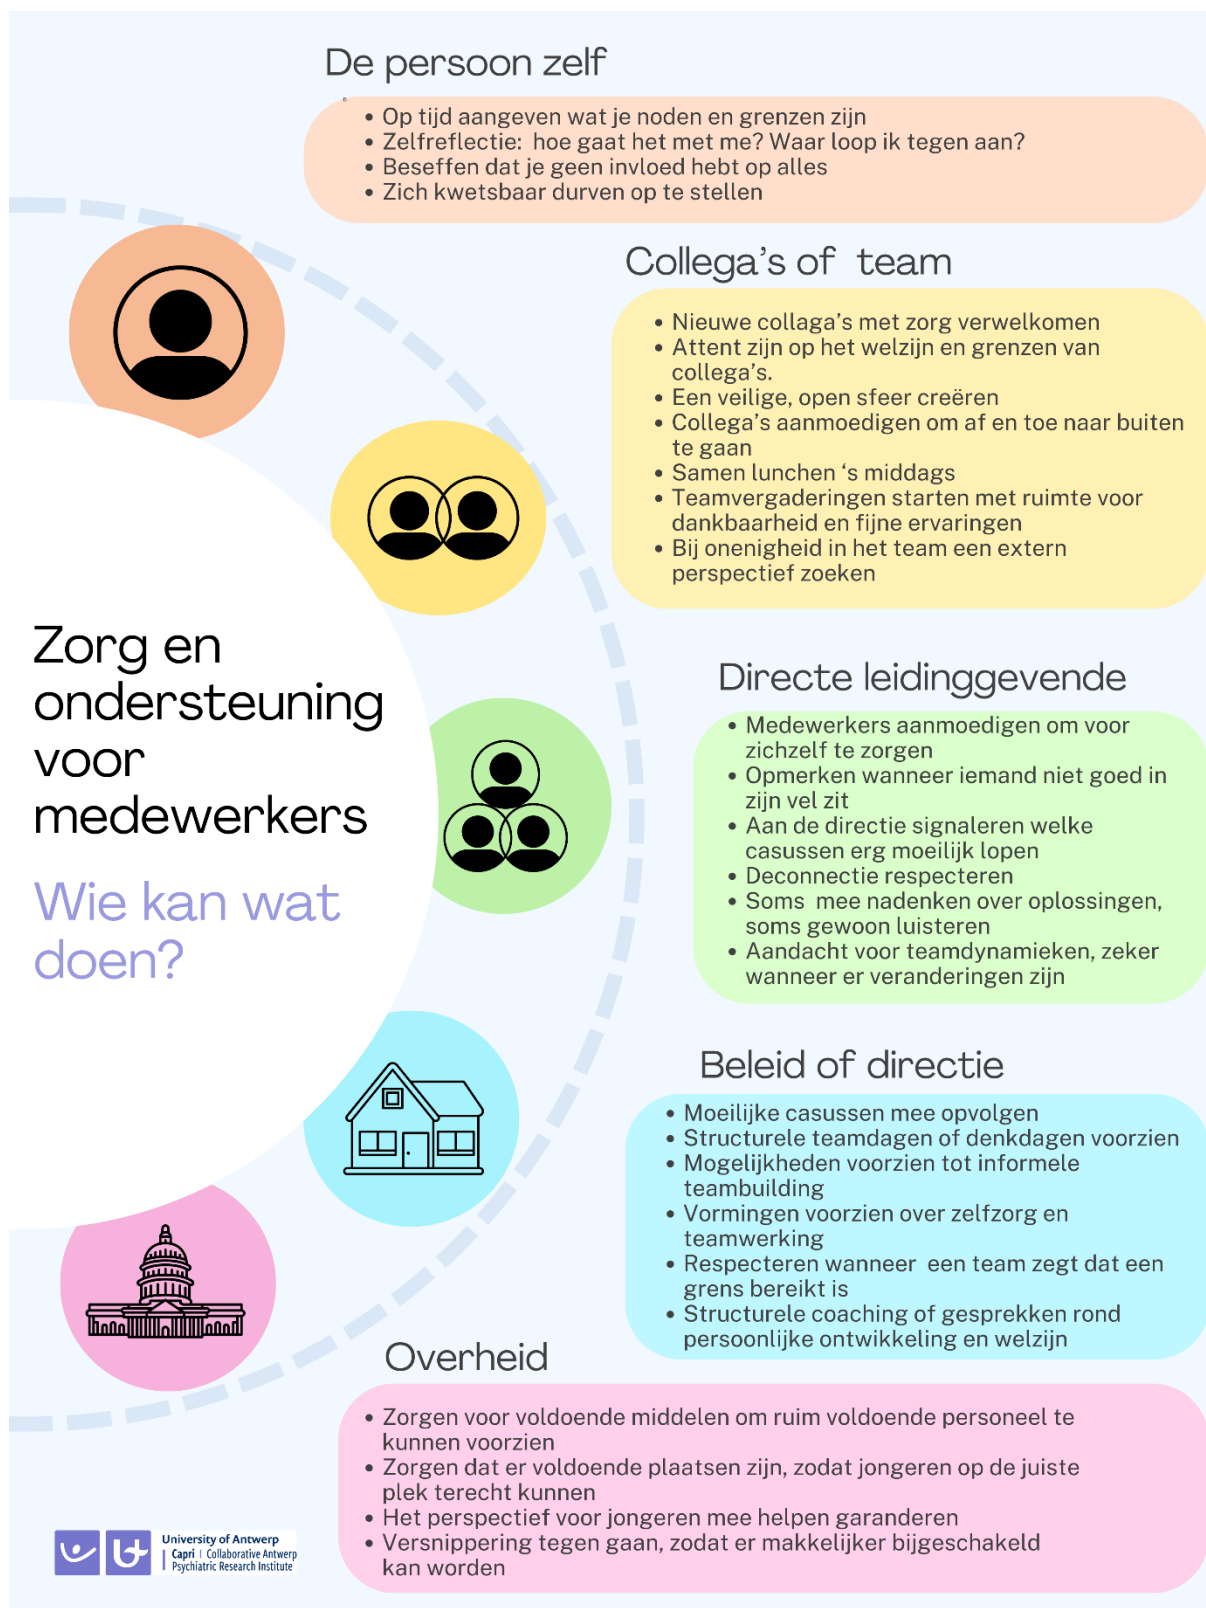 De persoon zelf
• Op tijd aangeven wat je noden en grenzen zijn
• Zelfreflectie:  hoe gaat het met me? Waar loop ik tegen aan?
• Beseffen dat je geen invloed hebt op alles
• Zich kwetsbaar durven op te stellen
Collega’s of  team
• Nieuwe collaga’s met zorg verwelkomen
• Attent zijn op het welzijn en grenzen van
collega’s.
• Een veilige, open sfeer creëren
• Collega’s aanmoedigen om af en toe naar buiten
te gaan
• Samen lunchen ‘s middags
• Teamvergaderingen starten met ruimte voor
dankbaarheid en fijne ervaringen
• Bij onenigheid in het team een extern
perspectief zoeken
Zorg en
ondersteuning
voor
medewerkers
Wie kan wat
doen?
Directe leidinggevende
• Medewerkers aanmoedigen om voor
zichzelf te zorgen
• Opmerken wanneer iemand niet goed in
zijn vel zit
• Aan de directie signaleren welke
casussen erg moeilijk lopen
• Deconnectie respecteren
• Soms  mee nadenken over oplossingen,
soms gewoon luisteren
• Aandacht voor teamdynamieken, zeker
wanneer er veranderingen zijn
Beleid of directie
• Moeilijke casussen mee opvolgen
• Structurele teamdagen of denkdagen voorzien
• Mogelijkheden voorzien tot informele
teambuilding
• Vormingen voorzien over zelfzorg en
teamwerking
• Respecteren wanneer  een team zegt dat een
grens bereikt is
• Structurele coaching of gesprekken rond
persoonlijke ontwikkeling en welzijn
Overheid
• Zorgen voor voldoende middelen om ruim voldoende personeel te
kunnen voorzien
• Zorgen dat er voldoende plaatsen zijn, zodat jongeren op de juiste
plek terecht kunnen
• Het perspectief voor jongeren mee helpen garanderen
• Versnippering tegen gaan, zodat er makkelijker bijgeschakeld
kan worden
University of Antwerp
Capri | Collaborative Antwerp
Psychiatric Research Institute